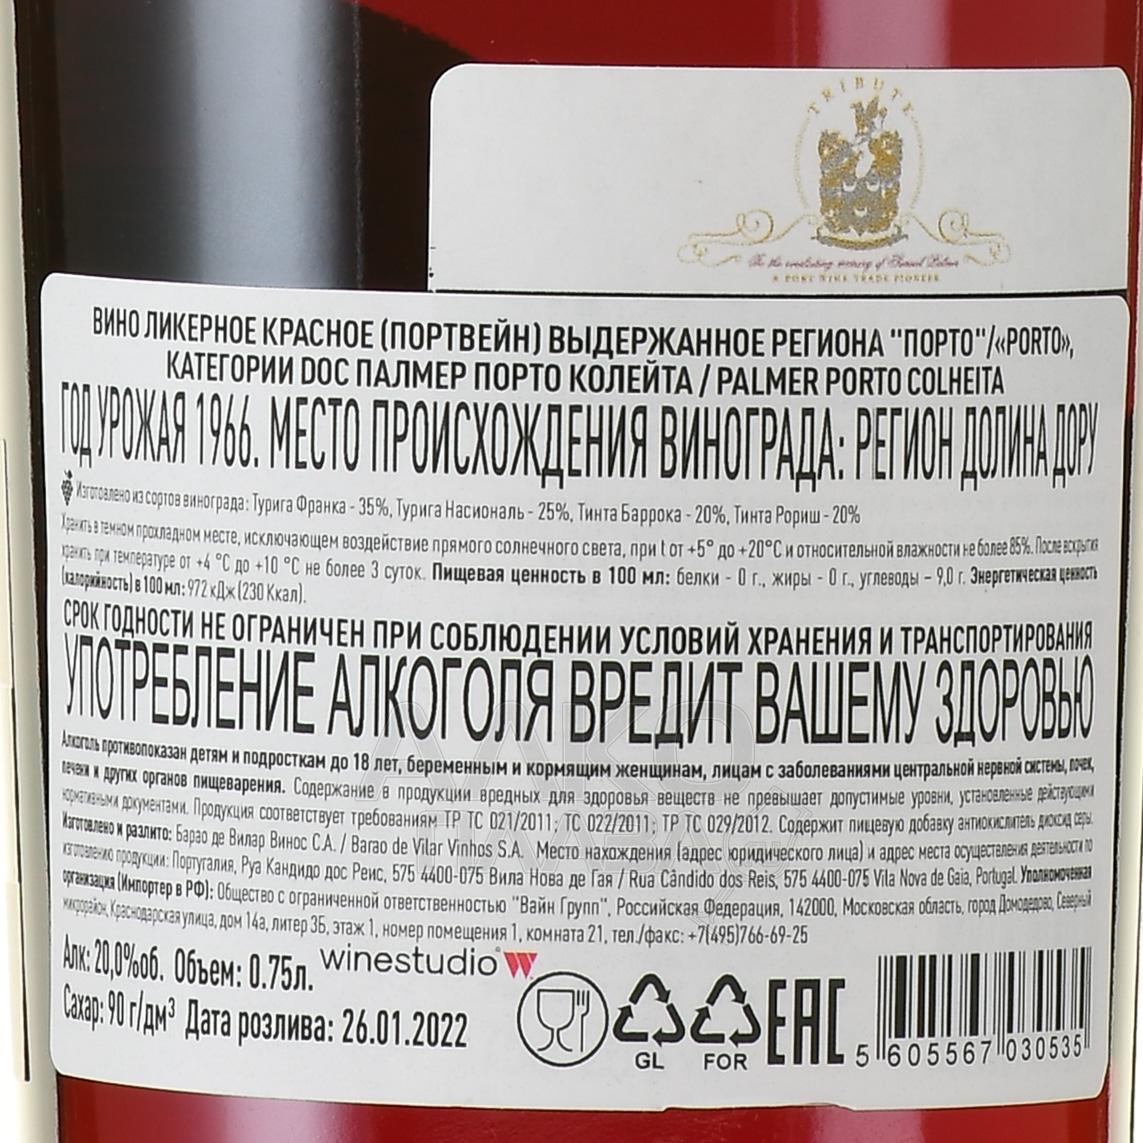 TRIBUTE
In the everlasting memory of Samuel Palmer
A PORT WINE TRADE PIONEER
ВИНО ЛИКЕРНОЕ КРАСНОЕ (ПОРТВЕЙН) ВЫДЕРЖАННОЕ РЕГИОНА "ПОРТО"/«PORTO»,
КАТЕГОРИИ DOC ПАЛМЕР ПОРТО КОЛЕЙТА / PALMER PORTO COLHEITA
ГОД УРОЖАЯ 1966. МЕСТО ПРОИСХОЖДЕНИЯ ВИНОГРАДА: РЕГИОН ДОЛИНА ДОРУ
Изготовлено из сортов винограда: Турига Франка - 35%, Турига Насиональ - 25%, Тинта Баррока - 20%, Тинта Рориш - 20%
Хранить в темном прохладном месте, исключающем воздействие прямого солнечного света, при t от +5° до +20°C и относительной влажности не более 85%. После вскрытия
хранить при температуре от +4 °C до +10 °C не более 3 суток. Пищевая ценность в 100 мл: белки - 0 г., жиры - 0 г., углеводы – 9,0 г. Энергетическая ценность
(калорийность) в 100 мл: 972 кДж (230 Ккал).
СРОК ГОДНОСТИ НЕ ОГРАНИЧЕН ПРИ СОБЛЮДЕНИИ УСЛОВИЙ ХРАНЕНИЯ И ТРАНСПОРТИРОВАНИЯ
УПОТРЕБЛЕНИЕ АЛКОГОЛЯ ВРЕДИТ ВАШЕМУ ЗДОРОВЬЮ
Алкоголь противопоказан детям и подросткам до 18 лет, беременным и кормящим женщинам, лицам с заболеваниями центральной нервной системы, почек,
печени и других органов пищеварения. Содержание в продукции вредных для здоровья веществ не превышает допустимые уровни, установленные действующими
нормативными документами. Продукция соответствует требованиям ТР ТС 021/2011; ТС 022/2011; ТР ТС 029/2012. Содержит пищевую добавку антиокислитель диоксид серы.
Изготовлено и разлито: Барао де Вилар Винос С.А. / Barao de Vilar Vinhos S.A. Место нахождения (адрес юридического лица) и адрес места осуществления деятельности по
изготовлению продукции: Португалия, Руа Кандидо дос Реис, 575 4400-075 Вила Нова де Гая / Rua Cândido dos Reis, 575 4400-075 Vila Nova de Gaia, Portugal. Уполномоченная
организация (Импортер в РФ): Общество с ограниченной ответственностью "Вайн Групп", Российская Федерация, 142000, Московская область, город Домодедово, Северный
микрорайон, Краснодарская улица, дом 14а, литер 3Б, этаж 1, номер помещения 1, комната 21, тел./факс: +7(495)766-69-25
Алк: 20,0%об. Объем: 0.75л. winestudio
Сахар: 90 г/дм³ Дата розлива: 26.01.2022
GL FOR EAC 5 605567 030535
АЛКО
ПЛАЗА